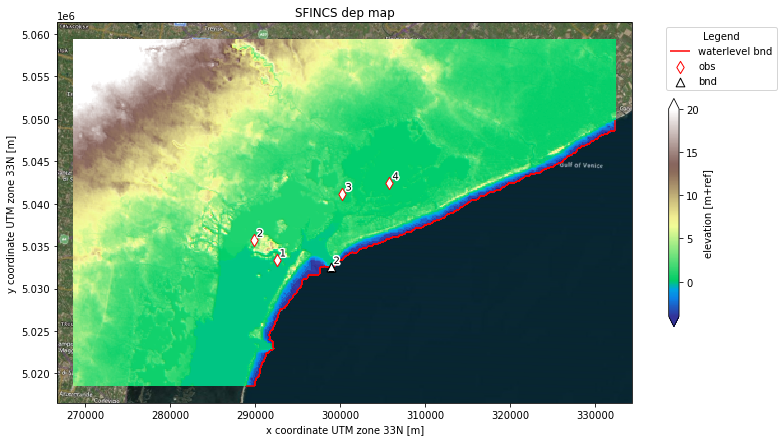 SFINCS dep map
1e6
5.060
5.055
5.050
5.045
5.040
5.035
5.030
5.025
5.020
y coordinate UTM zone 33N [m]
Gulf of Venice
4
3
2
1
2
270000 280000 290000 300000 310000 320000 330000
x coordinate UTM zone 33N [m]
Legend
waterlevel bnd
obs
bnd
20
15
10
5
0
elevation [m+ref]